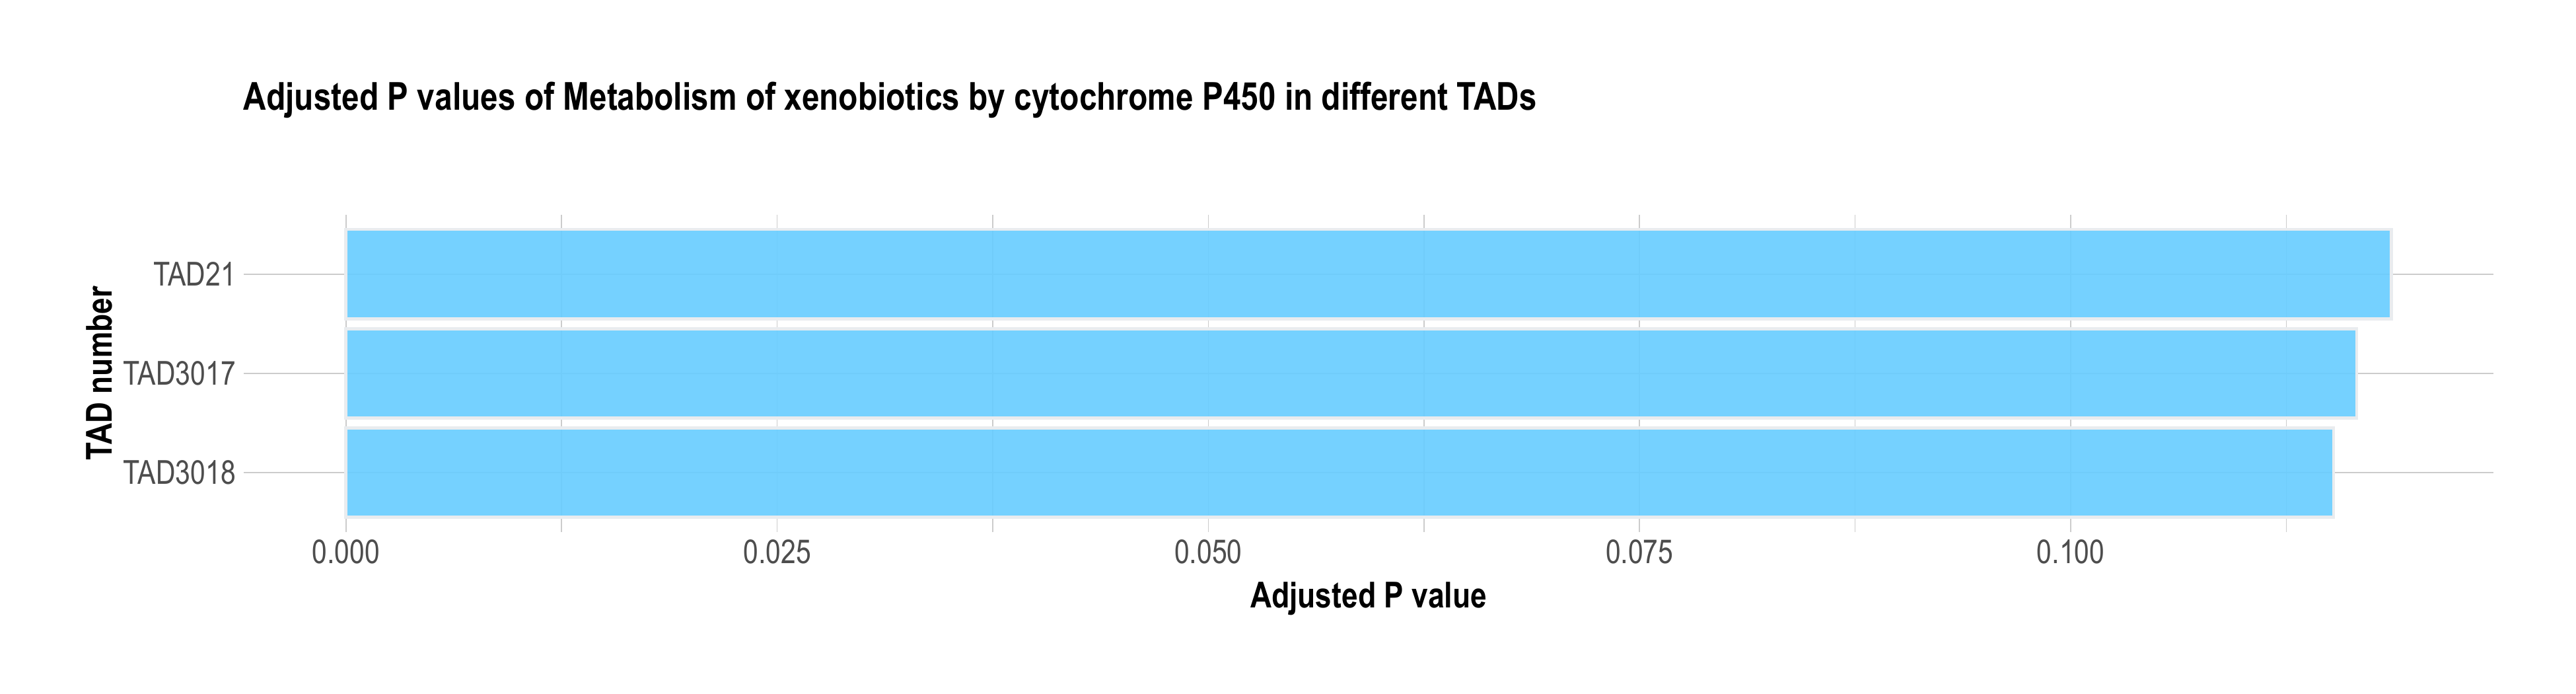 Adjusted P values of Metabolism of xenobiotics by cytochrome P450 in different TADs
TAD number
TAD21
TAD3017
TAD3018
0.000 0.025 0.050 0.075 0.100
Adjusted P value